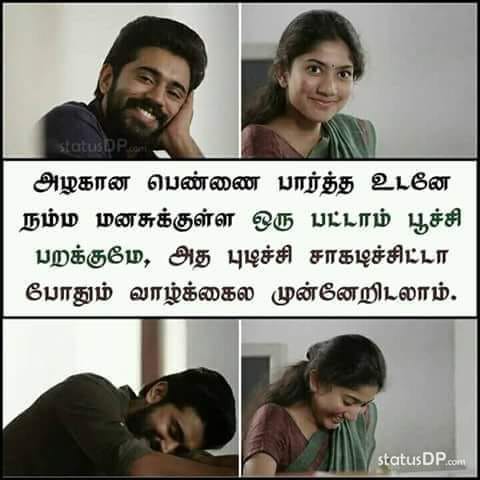 statusDP.com
அழகான பெண்ணை பார்த்த உடனே
நம்ம மனசுக்குள்ள ஒரு பட்டாம் பூச்சி
பறக்குமே, அத புடிச்சி சாகடிச்சிட்டா
போதும் வாழ்க்கைல முன்னேறிடலாம்.
statusDP.com